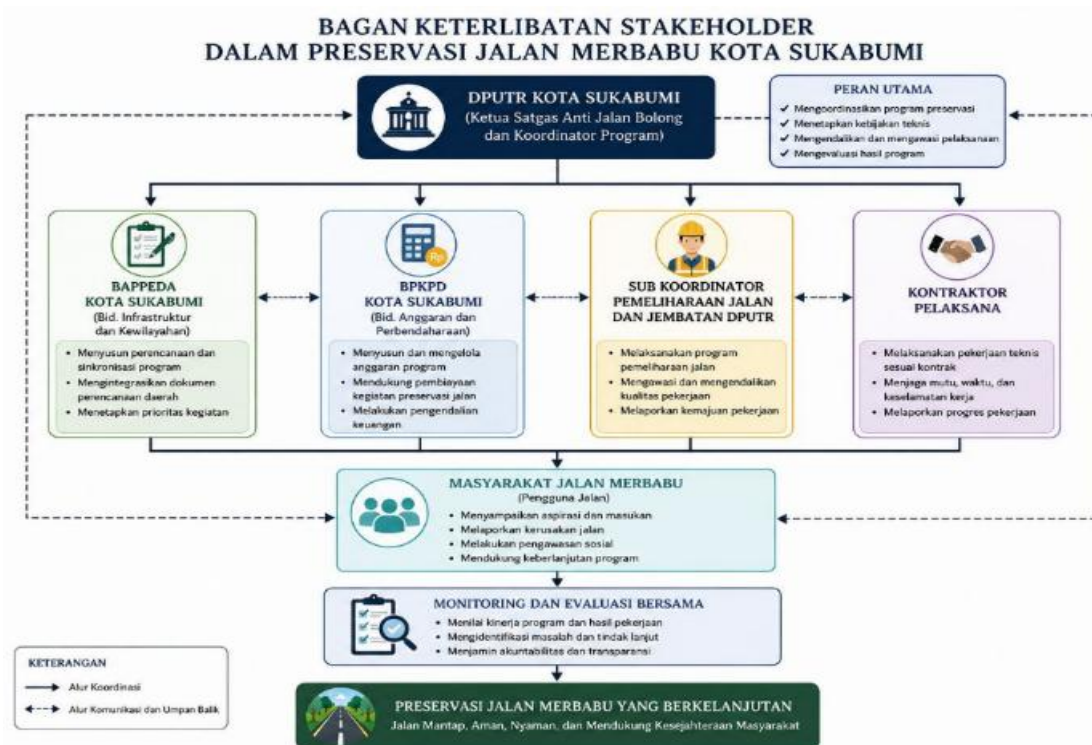 BAGAN KETERLIBATAN STAKEHOLDER
DALAM PRESERVASI JALAN MERBABU KOTA SUKABUMI
DPUTR KOTA SUKABUMI
(Ketua Satgas Anti Jalan Bolong
dan Koordinator Program)
PERAN UTAMA
✓ Mengoordinasikan program preservasi
✓ Menetapkan kebijakan teknis
✓ Mengendalikan dan mengawasi pelaksanaan
✓ Mengevaluasi hasil program
BAPPEDA
KOTA SUKABUMI
(Bid. Infrastruktur
dan Kewilayahan)
• Menyusun perencanaan dan
sinkronisasi program
• Mengintegrasikan dokumen
perencanaan daerah
• Menetapkan prioritas kegiatan
Rp
BPKPD
KOTA SUKABUMI
(Bid. Anggaran dan
Perbendaharaan)
• Menyusun dan mengelola
anggaran program
• Mendukung pembiayaan
kegiatan preservasi jalan
• Melakukan pengendalian
keuangan
SUB KOORDINATOR
PEMELIHARAAN JALAN
DAN JEMBATAN DPUTR
• Melaksanakan program
pemeliharaan jalan
• Mengawasi dan mengendalikan
kualitas pekerjaan
• Melaporkan kemajuan pekerjaan
KONTRAKTOR
PELAKSANA
• Melaksanakan pekerjaan teknis
sesuai kontrak
• Menjaga mutu, waktu, dan
keselamatan kerja
• Melaporkan progres pekerjaan
MASYARAKAT JALAN MERBABU
(Pengguna Jalan)
• Menyampaikan aspirasi dan masukan
• Melaporkan kerusakan jalan
• Melakukan pengawasan sosial
• Mendukung keberlanjutan program
MONITORING DAN EVALUASI BERSAMA
• Menilai kinerja program dan hasil pekerjaan
• Mengidentifikasi masalah dan tindak lanjut
• Menjamin akuntabilitas dan transparansi
KETERANGAN
Alur Koordinasi
Alur Komunikasi dan Umpan Balik
PRESERVASI JALAN MERBABU YANG BERKELANJUTAN
Jalan Mantap, Aman, Nyaman, dan Mendukung Kesejahteraan Masyarakat